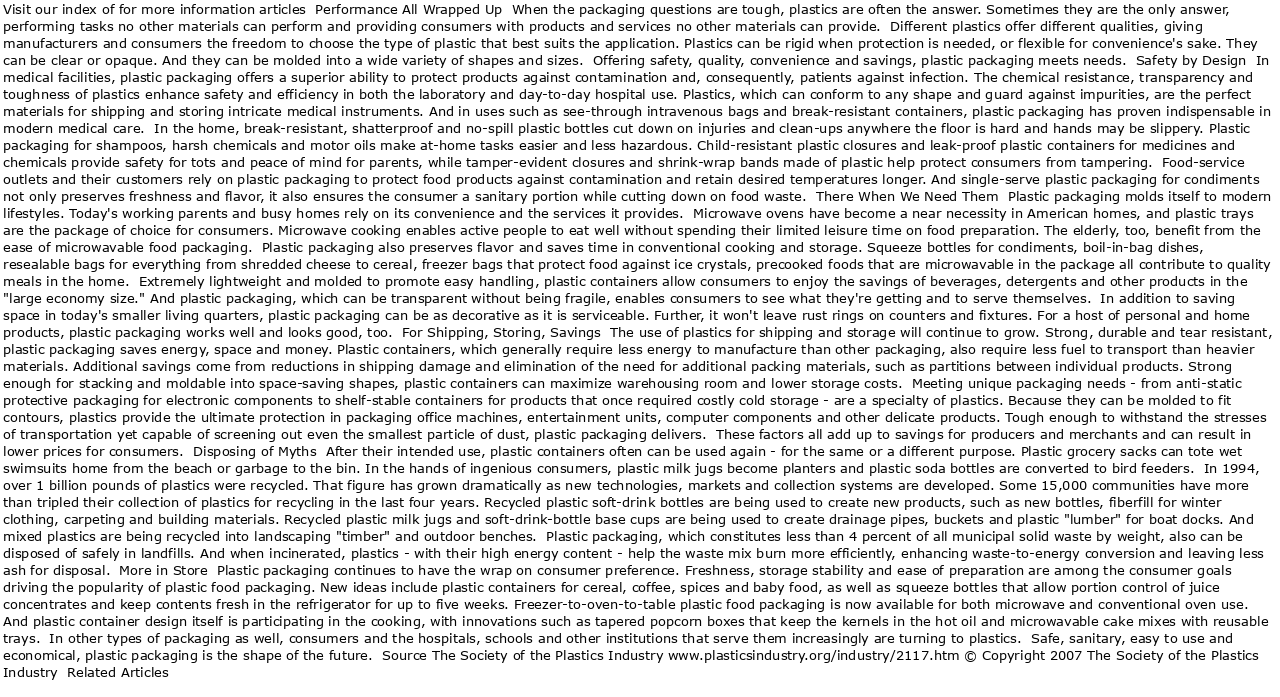 Visit our index of for more information articles  Performance All Wrapped Up  When the packaging questions are tough, plastics are often the answer. Sometimes they are the only answer,
performing tasks no other materials can perform and providing consumers with products and services no other materials can provide.  Different plastics offer different qualities, giving
manufacturers and consumers the freedom to choose the type of plastic that best suits the application. Plastics can be rigid when protection is needed, or flexible for convenience's sake. They
can be clear or opaque. And they can be molded into a wide variety of shapes and sizes.  Offering safety, quality, convenience and savings, plastic packaging meets needs.  Safety by Design  In
medical facilities, plastic packaging offers a superior ability to protect products against contamination and, consequently, patients against infection. The chemical resistance, transparency and
toughness of plastics enhance safety and efficiency in both the laboratory and day-to-day hospital use. Plastics, which can conform to any shape and guard against impurities, are the perfect
materials for shipping and storing intricate medical instruments. And in uses such as see-through intravenous bags and break-resistant containers, plastic packaging has proven indispensable in
modern medical care.  In the home, break-resistant, shatterproof and no-spill plastic bottles cut down on injuries and clean-ups anywhere the floor is hard and hands may be slippery. Plastic
packaging for shampoos, harsh chemicals and motor oils make at-home tasks easier and less hazardous. Child-resistant plastic closures and leak-proof plastic containers for medicines and
chemicals provide safety for tots and peace of mind for parents, while tamper-evident closures and shrink-wrap bands made of plastic help protect consumers from tampering.  Food-service
outlets and their customers rely on plastic packaging to protect food products against contamination and retain desired temperatures longer. And single-serve plastic packaging for condiments
not only preserves freshness and flavor, it also ensures the consumer a sanitary portion while cutting down on food waste.  There When We Need Them  Plastic packaging molds itself to modern
lifestyles. Today's working parents and busy homes rely on its convenience and the services it provides.  Microwave ovens have become a near necessity in American homes, and plastic trays
are the package of choice for consumers. Microwave cooking enables active people to eat well without spending their limited leisure time on food preparation. The elderly, too, benefit from the
ease of microwavable food packaging.  Plastic packaging also preserves flavor and saves time in conventional cooking and storage. Squeeze bottles for condiments, boil-in-bag dishes,
resealable bags for everything from shredded cheese to cereal, freezer bags that protect food against ice crystals, precooked foods that are microwavable in the package all contribute to quality
meals in the home.  Extremely lightweight and molded to promote easy handling, plastic containers allow consumers to enjoy the savings of beverages, detergents and other products in the
"large economy size." And plastic packaging, which can be transparent without being fragile, enables consumers to see what they're getting and to serve themselves.  In addition to saving
space in today's smaller living quarters, plastic packaging can be as decorative as it is serviceable. Further, it won't leave rust rings on counters and fixtures. For a host of personal and home
products, plastic packaging works well and looks good, too.  For Shipping, Storing, Savings  The use of plastics for shipping and storage will continue to grow. Strong, durable and tear resistant,
plastic packaging saves energy, space and money. Plastic containers, which generally require less energy to manufacture than other packaging, also require less fuel to transport than heavier
materials. Additional savings come from reductions in shipping damage and elimination of the need for additional packing materials, such as partitions between individual products. Strong
enough for stacking and moldable into space-saving shapes, plastic containers can maximize warehousing room and lower storage costs.  Meeting unique packaging needs - from anti-static
protective packaging for electronic components to shelf-stable containers for products that once required costly cold storage - are a specialty of plastics. Because they can be molded to fit
contours, plastics provide the ultimate protection in packaging office machines, entertainment units, computer components and other delicate products. Tough enough to withstand the stresses
of transportation yet capable of screening out even the smallest particle of dust, plastic packaging delivers.  These factors all add up to savings for producers and merchants and can result in
lower prices for consumers.  Disposing of Myths  After their intended use, plastic containers often can be used again - for the same or a different purpose. Plastic grocery sacks can tote wet
swimsuits home from the beach or garbage to the bin. In the hands of ingenious consumers, plastic milk jugs become planters and plastic soda bottles are converted to bird feeders.  In 1994,
over 1 billion pounds of plastics were recycled. That figure has grown dramatically as new technologies, markets and collection systems are developed. Some 15,000 communities have more
than tripled their collection of plastics for recycling in the last four years. Recycled plastic soft-drink bottles are being used to create new products, such as new bottles, fiberfill for winter
clothing, carpeting and building materials. Recycled plastic milk jugs and soft-drink-bottle base cups are being used to create drainage pipes, buckets and plastic "lumber" for boat docks. And
mixed plastics are being recycled into landscaping "timber" and outdoor benches.  Plastic packaging, which constitutes less than 4 percent of all municipal solid waste by weight, also can be
disposed of safely in landfills. And when incinerated, plastics - with their high energy content - help the waste mix burn more efficiently, enhancing waste-to-energy conversion and leaving less
ash for disposal.  More in Store  Plastic packaging continues to have the wrap on consumer preference. Freshness, storage stability and ease of preparation are among the consumer goals
driving the popularity of plastic food packaging. New ideas include plastic containers for cereal, coffee, spices and baby food, as well as squeeze bottles that allow portion control of juice
concentrates and keep contents fresh in the refrigerator for up to five weeks. Freezer-to-oven-to-table plastic food packaging is now available for both microwave and conventional oven use.
And plastic container design itself is participating in the cooking, with innovations such as tapered popcorn boxes that keep the kernels in the hot oil and microwavable cake mixes with reusable
trays.  In other types of packaging as well, consumers and the hospitals, schools and other institutions that serve them increasingly are turning to plastics.  Safe, sanitary, easy to use and
economical, plastic packaging is the shape of the future.  Source The Society of the Plastics Industry www.plasticsindustry.org/industry/2117.htm © Copyright 2007 The Society of the Plastics
Industry  Related Articles